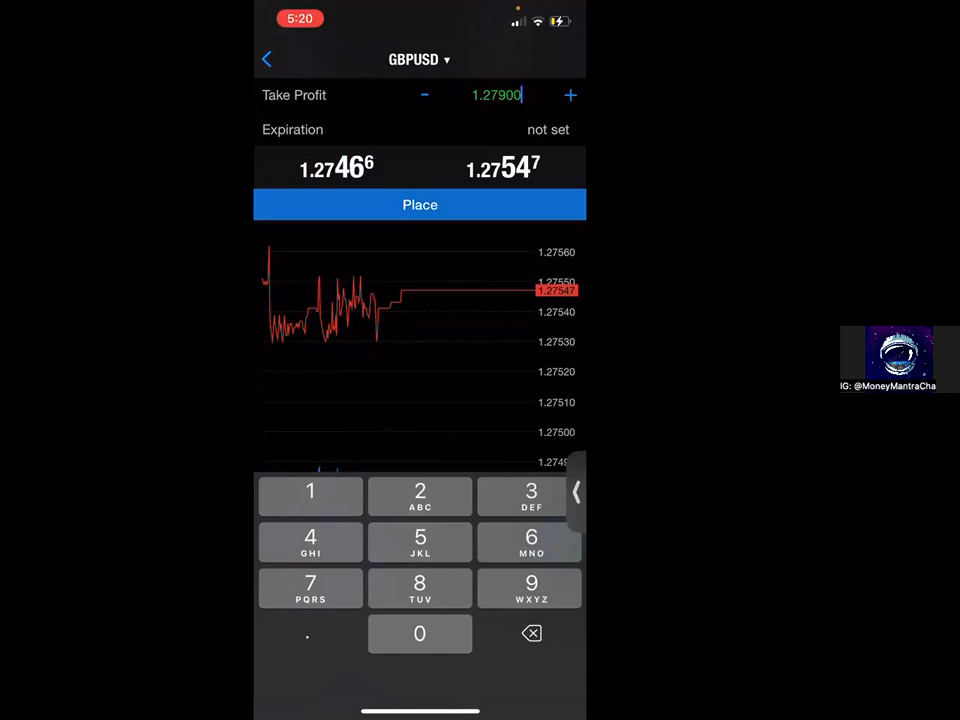 5:20
GBPUSD ▾
Take Profit - 1.27900 +
Expiration not set
1.27466 1.27547
Place
1.27560
1.27550
1.27547
1.27540
1.27530
1.27520
1.27510
1.27500
1 2 3
ABC DEF
4 5 6
GHI JKL MNO
7 8 9
PQRS TUV WXYZ
. 0
IG: @MoneyMantraCha